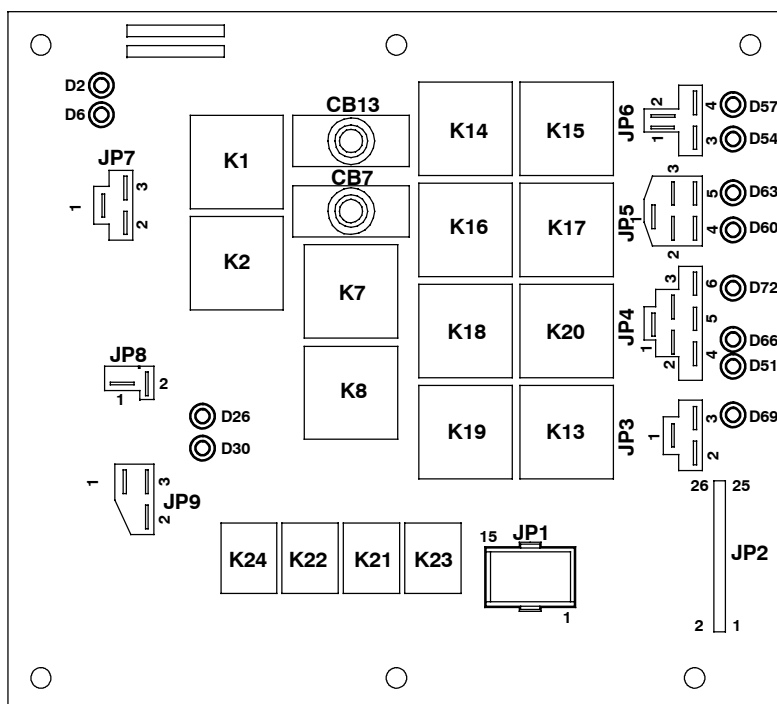 D2
D6
JP7
1
3
2
K1
K2
CB13
CB7
K7
K8
K14
K15
K16
K17
K18
K20
K19
K13
JP6
2
1
4
3
D57
D54
JP5
3
1
2
5
4
D63
D60
JP4
3
1
2
6
5
4
D72
D66
D51
JP3
1
3
2
D69
JP8
1
2
D26
D30
JP9
1
3
2
K24
K22
K21
K23
15
JP1
1
26
25
JP2
2
1